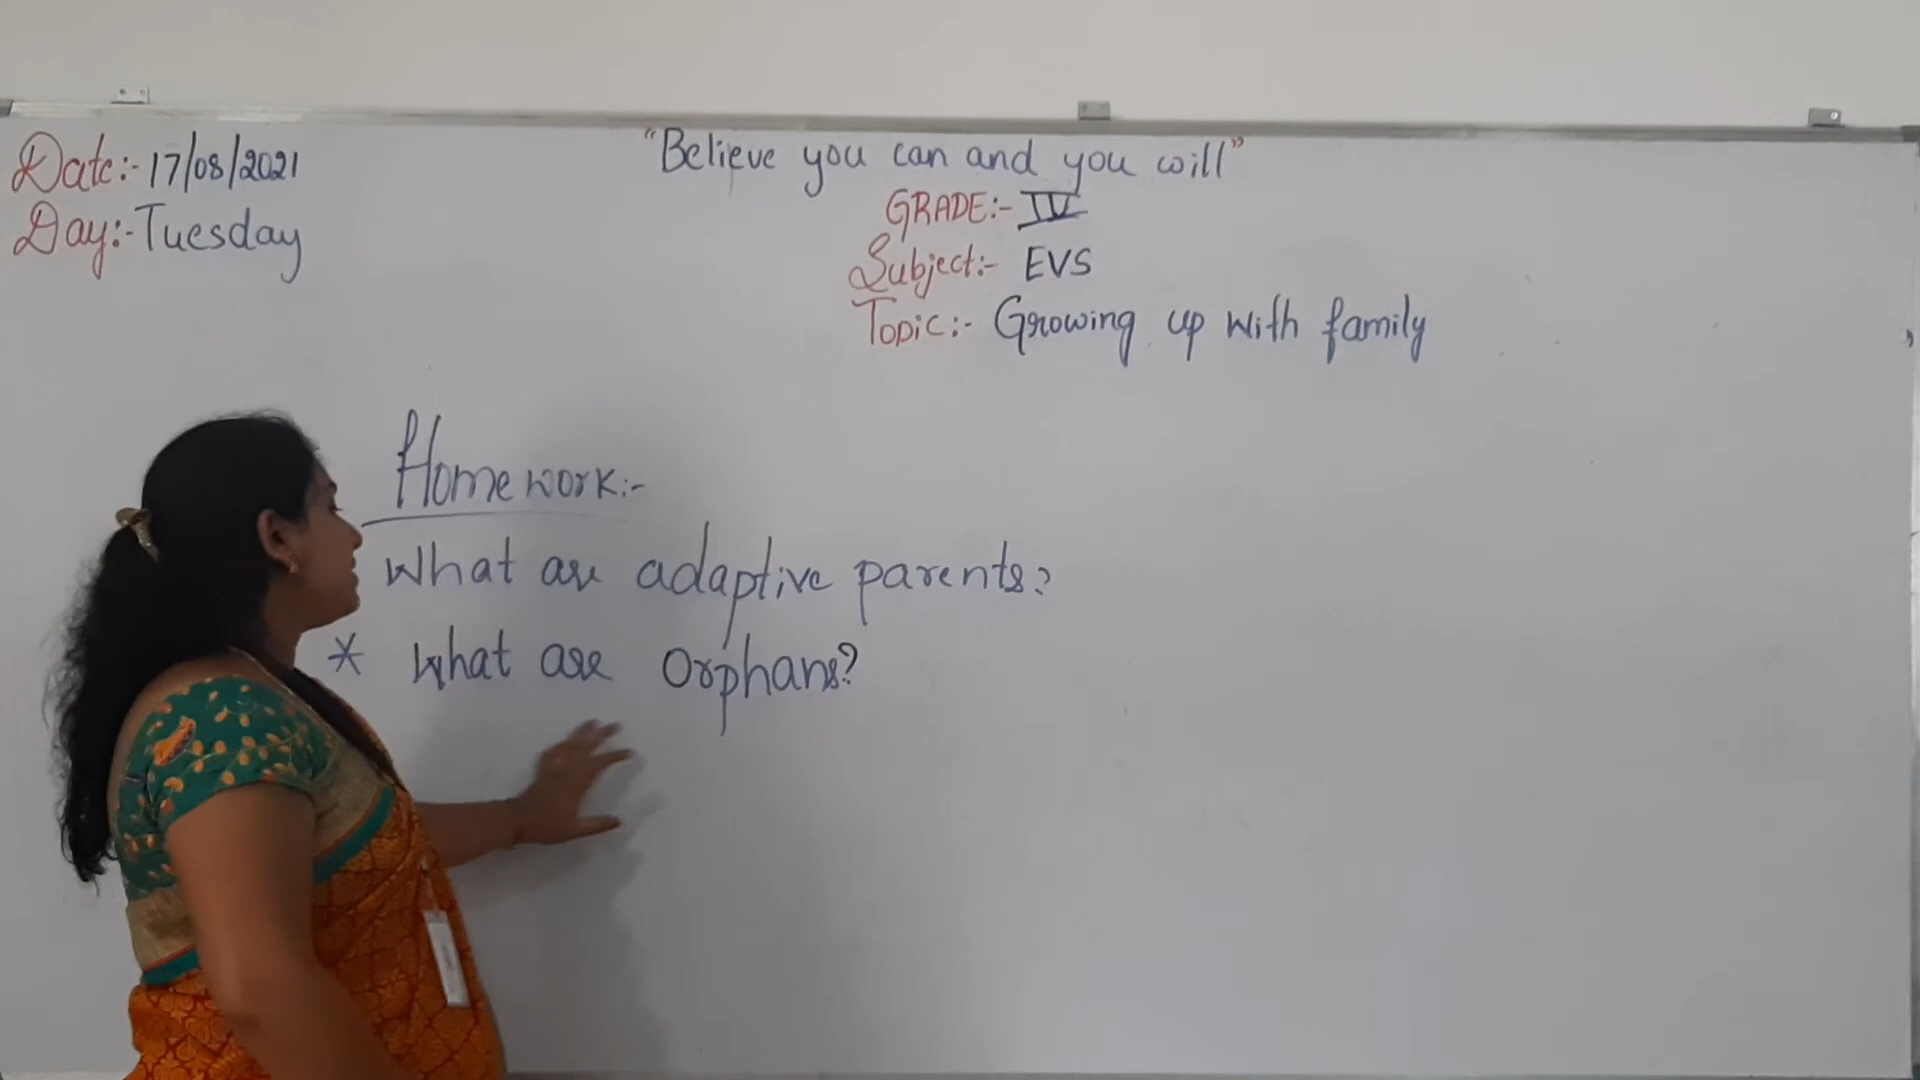 Date:- 17/08/2021
Day:- Tuesday
"Believe you can and you will"
GRADE:- IV
Subject:- EVS
Topic:- Growing up with family
Homework:-
What are adaptive parents?
* What are Orphans?